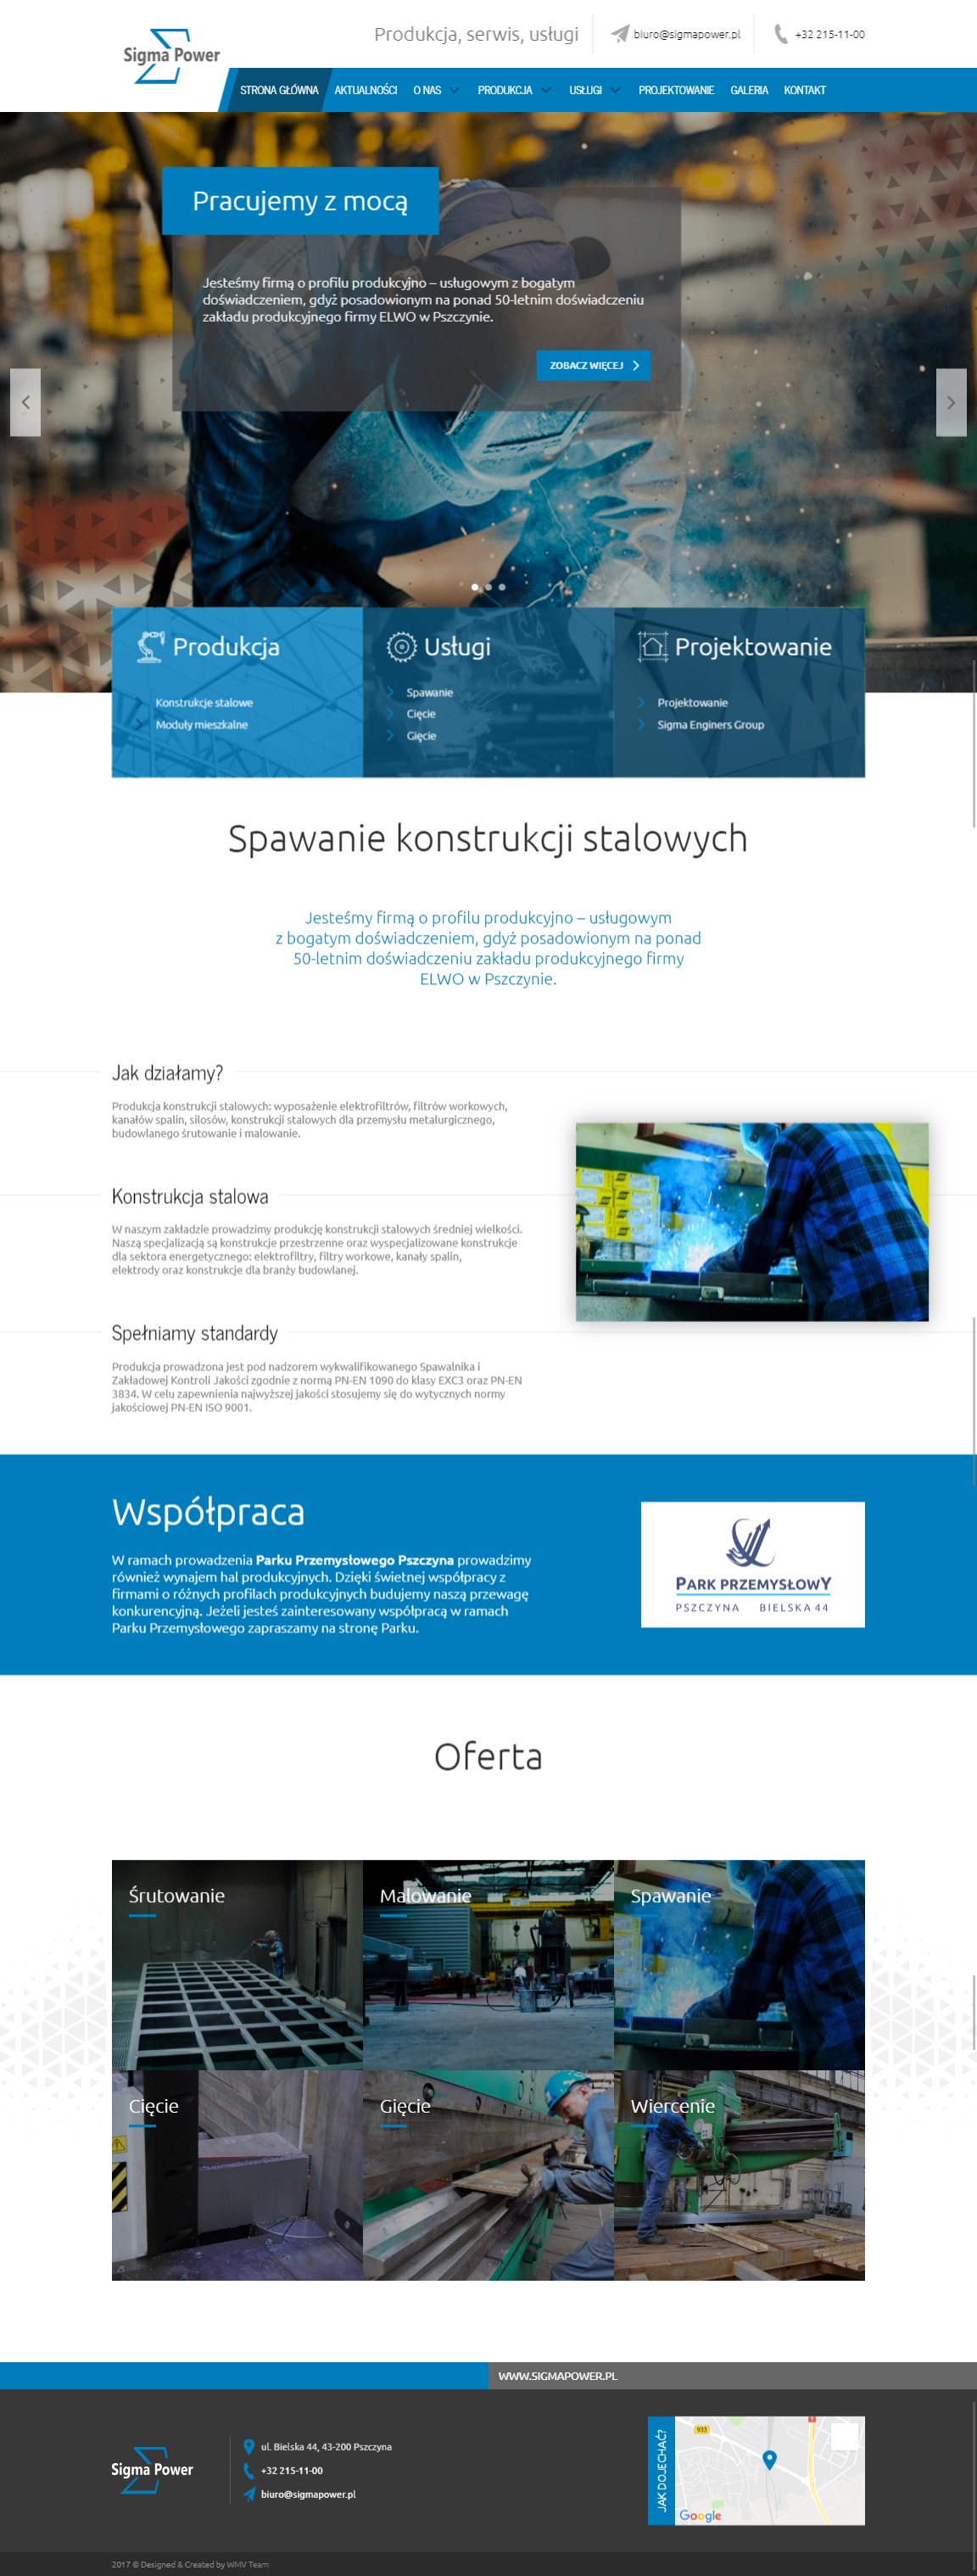 Sigma Power
Produkcja, serwis, usługi
biuro@sigmapower.pl
+32 215-11-00
STRONA GŁÓWNA AKTUALNOŚCI O NAS PRODUKCJA USŁUGI PROJEKTOWANIE GALERIA KONTAKT
Pracujemy z mocą
Jesteśmy firmą o profilu produkcyjno – usługowym z bogatym
doświadczeniem, gdyż posadowionym na ponad 50-letnim doświadczeniu
zakładu produkcyjnego firmy ELWO w Pszczynie.
ZOBACZ WIĘCEJ
Produkcja
Konstrukcje stalowe
Moduły mieszkalne
Usługi
Spawanie
Cięcie
Gięcie
Projektowanie
Projektowanie
Sigma Enginers Group
Spawanie konstrukcji stalowych
Jesteśmy firmą o profilu produkcyjno – usługowym
z bogatym doświadczeniem, gdyż posadowionym na ponad
50-letnim doświadczeniu zakładu produkcyjnego firmy
ELWO w Pszczynie.
Jak działamy?
Produkcja konstrukcji stalowych: wyposażenie elektrofiltrów, filtrów workowych,
kanałów spalin, silosów, konstrukcji stalowych dla przemysłu metalurgicznego,
budowlanego śrutowanie i malowanie.
Konstrukcja stalowa
W naszym zakładzie prowadzimy produkcję konstrukcji stalowych średniej wielkości.
Naszą specjalizacją są konstrukcje przestrzenne oraz wyspecjalizowane konstrukcje
dla sektora energetycznego: elektrofiltry, filtry workowe, kanały spalin,
elektrody oraz konstrukcje dla branży budowlanej.
Spełniamy standardy
Produkcja prowadzona jest pod nadzorem wykwalifikowanego Spawalnika i
Zakładowej Kontroli Jakości zgodnie z normą PN-EN 1090 do klasy EXC3 oraz PN-EN
3834. W celu zapewnienia najwyższej jakości stosujemy się do wytycznych normy
jakościowej PN-EN ISO 9001.
Współpraca
W ramach prowadzenia Parku Przemysłowego Pszczyna prowadzimy
również wynajem hal produkcyjnych. Dzięki świetnej współpracy z
firmami o różnych profilach produkcyjnych budujemy naszą przewagę
konkurencyjną. Jeżeli jesteś zainteresowany współpracą w ramach
Parku Przemysłowego zapraszamy na stronę Parku.
PARK PRZEMYSŁOWY
PSZCZYNA BIELSKA 44
Oferta
Śrutowanie
Malowanie
Spawanie
Cięcie
Gięcie
Wiercenie
WWW.SIGMAPOWER.PL
Sigma Power
ul. Bielska 44, 43-200 Pszczyna
+32 215-11-00
biuro@sigmapower.pl
JAK DOJECHAĆ?
933
Google
2017 © Designed & Created by WMV Team